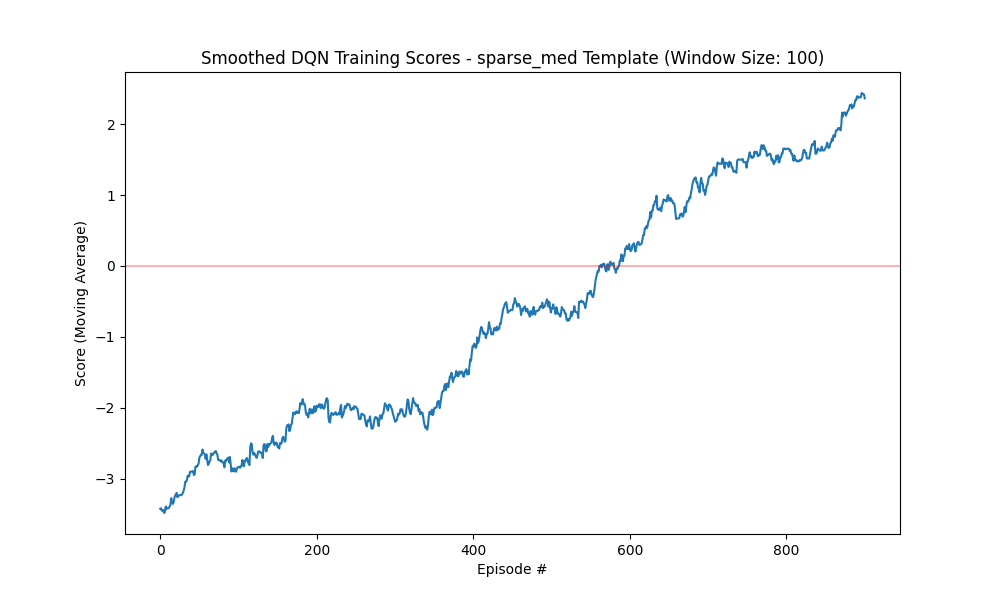 Smoothed DQN Training Scores - sparse_med Template (Window Size: 100)
Score (Moving Average)
2
1
0
−1
−2
−3
0 200 400 600 800
Episode #